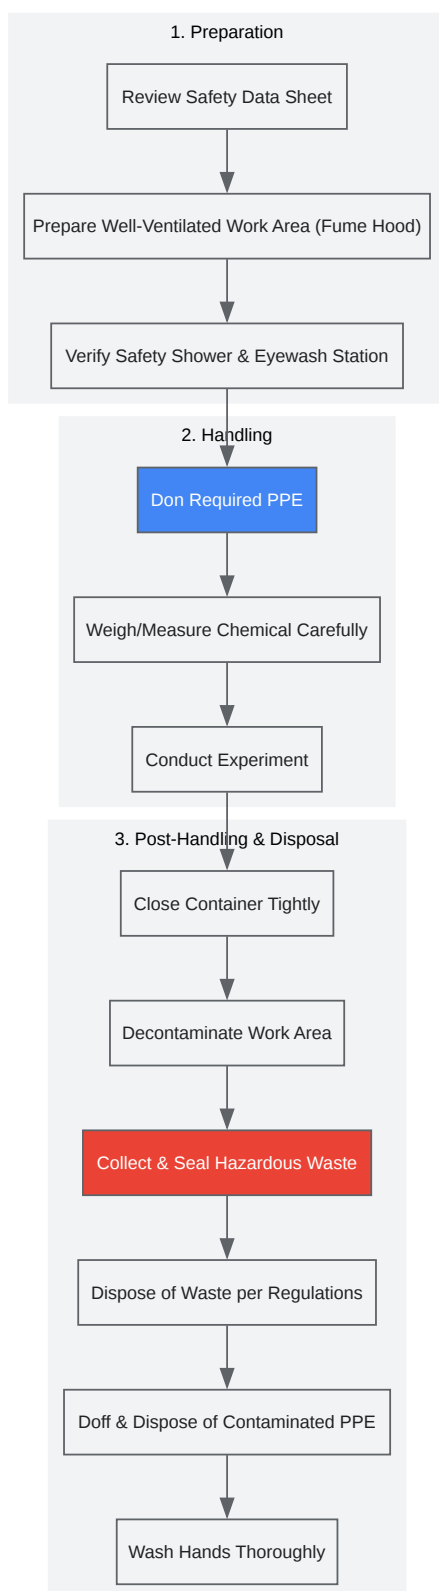 1. Preparation
Review Safety Data Sheet
Prepare Well-Ventilated Work Area (Fume Hood)
Verify Safety Shower & Eyewash Station
2. Handling
Don Required PPE
Weigh/Measure Chemical Carefully
Conduct Experiment
3. Post-Handling & Disposal
Close Container Tightly
Decontaminate Work Area
Collect & Seal Hazardous Waste
Dispose of Waste per Regulations
Doff & Dispose of Contaminated PPE
Wash Hands Thoroughly